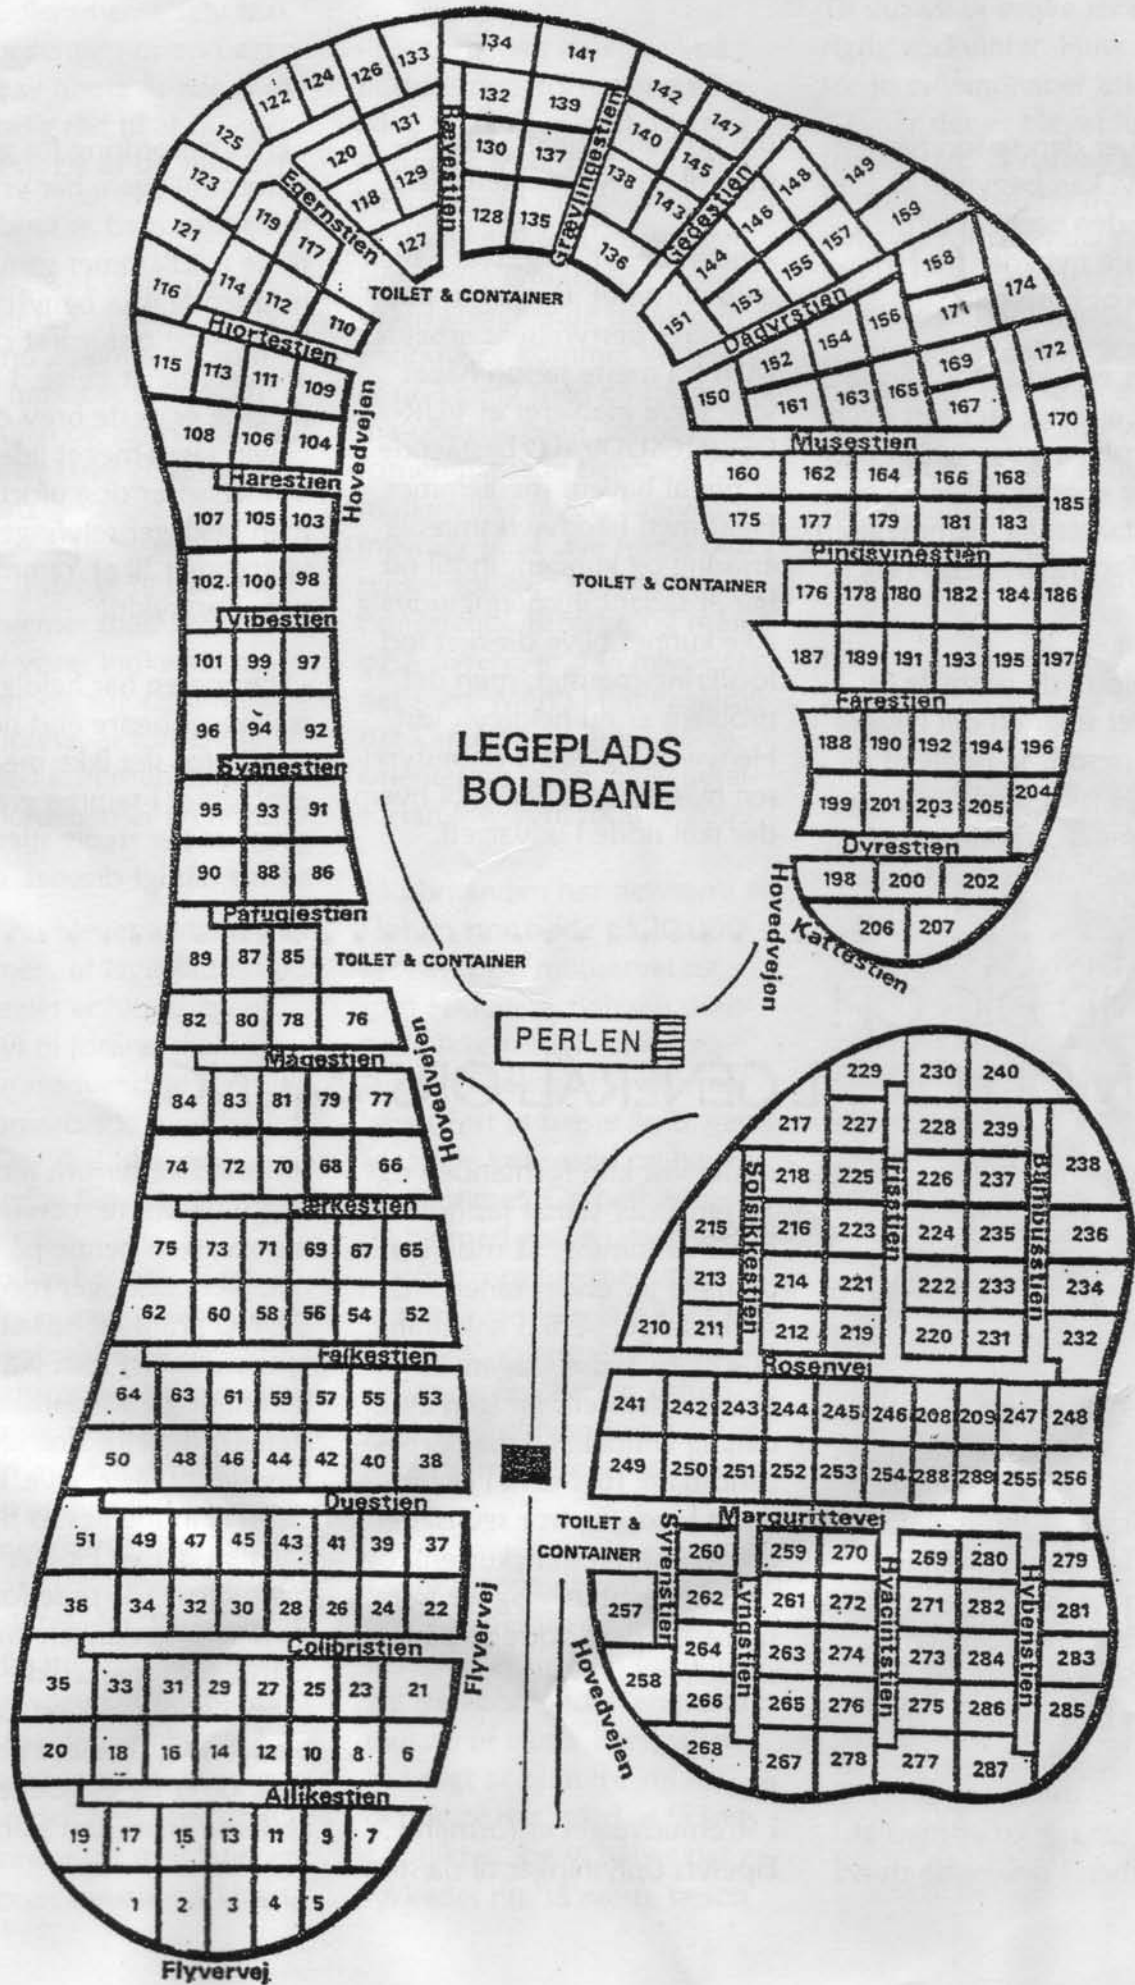 134 141
133 126 124 122 142 147
132 139 140 145
125 131 130 137 138 148 149
120 129 143 146 159
123 118 128 135 136 157
119 117 127 144 155 158 174
121 Egernstien Rævestien Grævlingestien Gedestien
114 112 110 153 151
116 TOILET & CONTAINER Dådyrstien 156 171
Hjortestien 154 152 169 172
115 113 111 109 150 161 163 165 167 170
108 106 104 Hovedvejen Musestien
Harestien 160 162 164 166 168 185
107 105 103 175 177 179 181 183
Pindsvinestien
102 100 98 TOILET & CONTAINER 176 178 180 182 184 186
Vibestien
101 99 97 187 189 191 193 195 197
Fårestien
96 94 92 188 190 192 194 196
LEGEPLADS
BOLDBANE
Svanestien
95 93 91 199 201 203 205 204
Dyrestien
90 88 86 198 200 202
Påfuglestien Hovedvejen 206 207
Kattestien
89 87 85 TOILET & CONTAINER
82 80 78 76 Hovedvejen PERLEN
Mågestien
84 83 81 79 77
74 72 70 68 66
Lærkestien
75 73 71 69 67 65
62 60 58 56 54 52
Falkestien
64 63 61 59 57 55 53
50 48 46 44 42 40 38
Duestien
51 49 47 45 43 41 39 37
36 34 32 30 28 26 24 22
Colibristien Flyvervej
35 33 31 29 27 25 23 21
20 18 16 14 12 10 8 6
Allikestien
19 17 15 13 11 9 7
1 2 3 4 5
Flyvervej
229 230 240
217 227 228 239
218 225 226 237 238
Solsikkestien Irisstien Bambusstien
215 216 223 224 235 236
213 214 221 222 233 234
210 211 212 219 220 231 232
Rosenvej
241 242 243 244 245 246 208 209 247 248
249 250 251 252 253 254 288 289 255 256
Margurittevej
TOILET &
CONTAINER
Syrenstien Lyngstien Hyacintstien Hybenstien
260 259 270 269 280 279
257 262 261 272 271 282 281
264 263 274 273 284 283
258 266 265 276 275 286 285
Hovedvejen 268 267 278 277 287